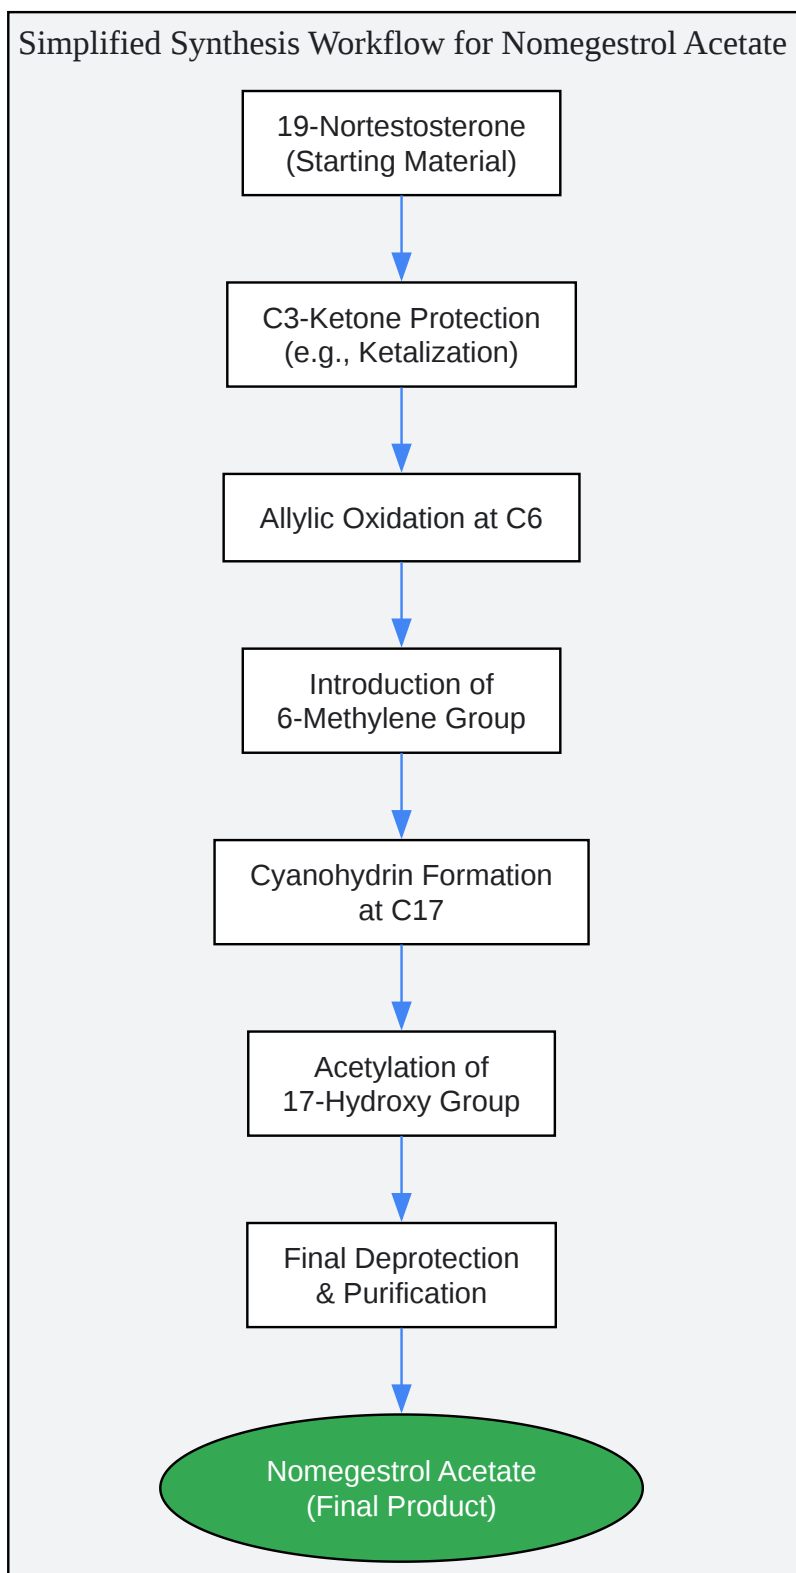 Simplified Synthesis Workflow for Nomegestrol Acetate
19-Nortestosterone
(Starting Material)
C3-Ketone Protection
(e.g., Ketalization)
Allylic Oxidation at C6
Introduction of
6-Methylene Group
Cyanohydrin Formation
at C17
Acetylation of
17-Hydroxy Group
Final Deprotection
& Purification
Nomegestrol Acetate
(Final Product)